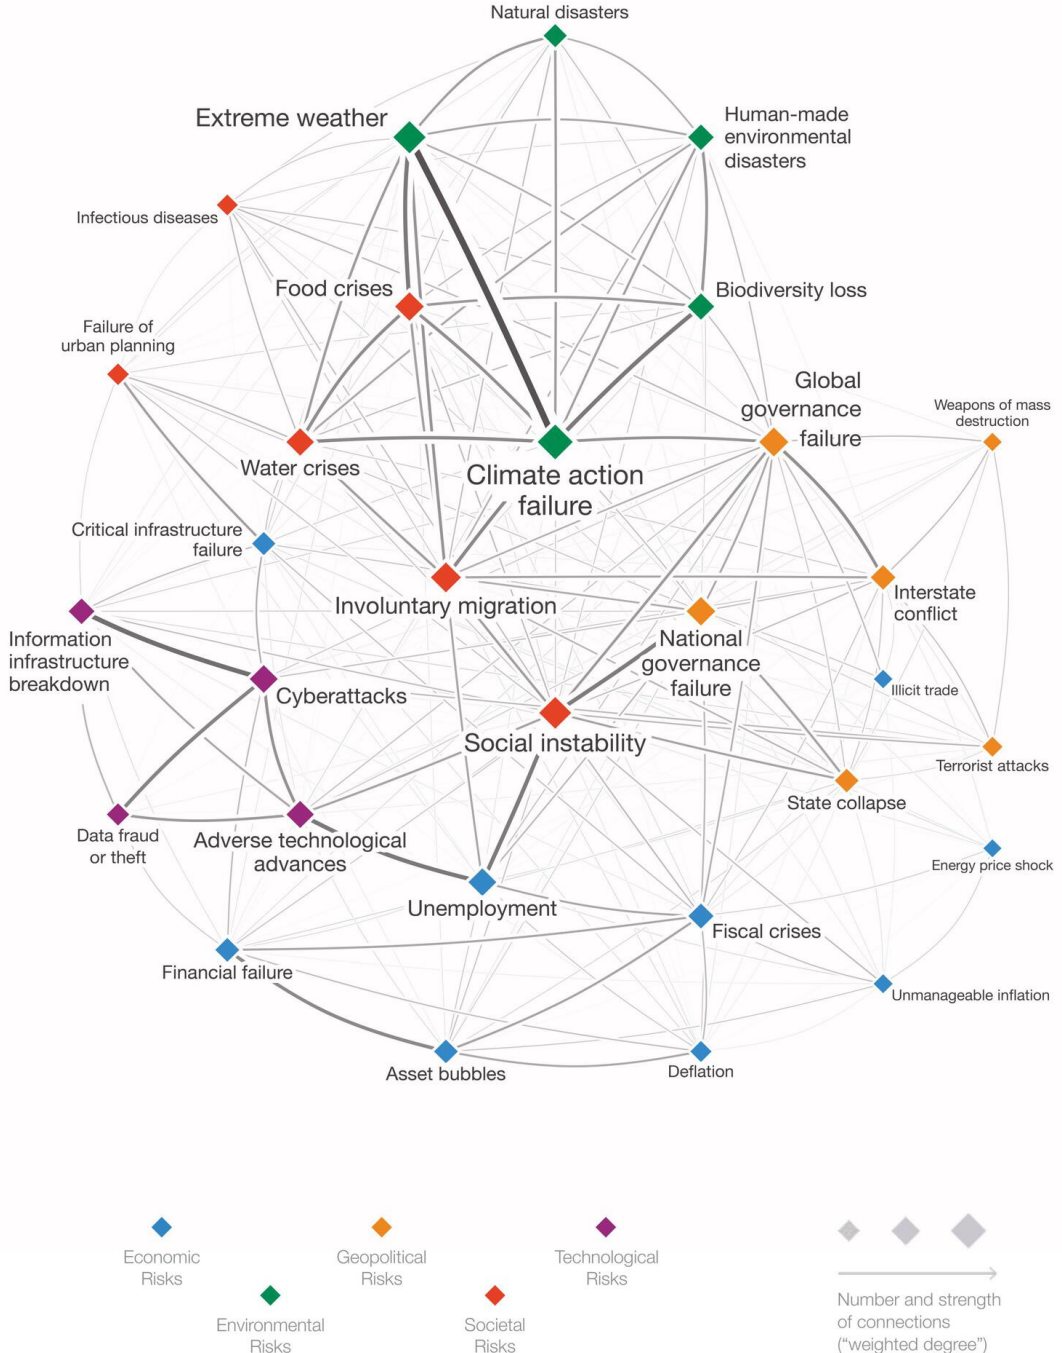 Natural disasters
Extreme weather
Human-made
environmental
disasters
Infectious diseases
Food crises
Biodiversity loss
Failure of
urban planning
Global
governance
failure
Weapons of mass
destruction
Water crises
Climate action
failure
Critical infrastructure
failure
Involuntary migration
Interstate
conflict
Information
infrastructure
breakdown
National
governance
failure
Cyberattacks
Illicit trade
Social instability
Terrorist attacks
State collapse
Data fraud
or theft
Adverse technological
advances
Energy price shock
Unemployment
Fiscal crises
Financial failure
Unmanageable inflation
Asset bubbles
Deflation
Economic
Risks
Geopolitical
Risks
Technological
Risks
Environmental
Risks
Societal
Risks
Number and strength
of connections
(“weighted degree”)